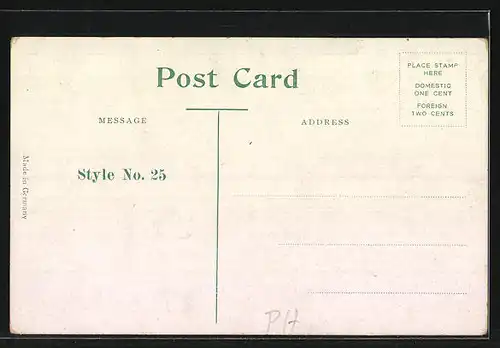 Post Card
PLACE STAMP
HERE
DOMESTIC
ONE CENT
FOREIGN
TWO CENTS
MESSAGE
ADDRESS
Style No. 25
Made in Germany
PH